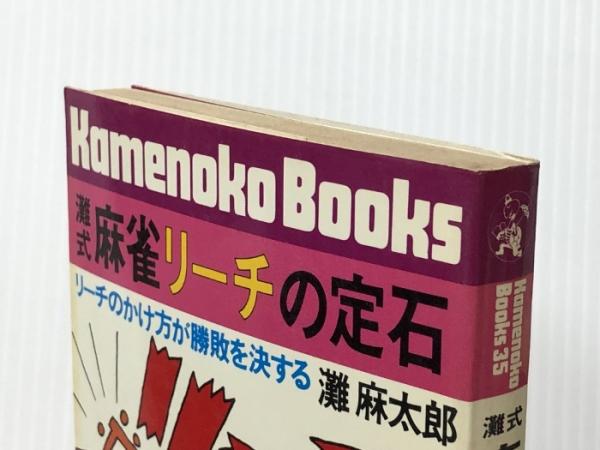 Kamenoko Books
灘式 麻雀リーチの定石
リーチのかけ方が勝敗を決する
灘 麻太郎
Kamenoko
Books 35
灘式